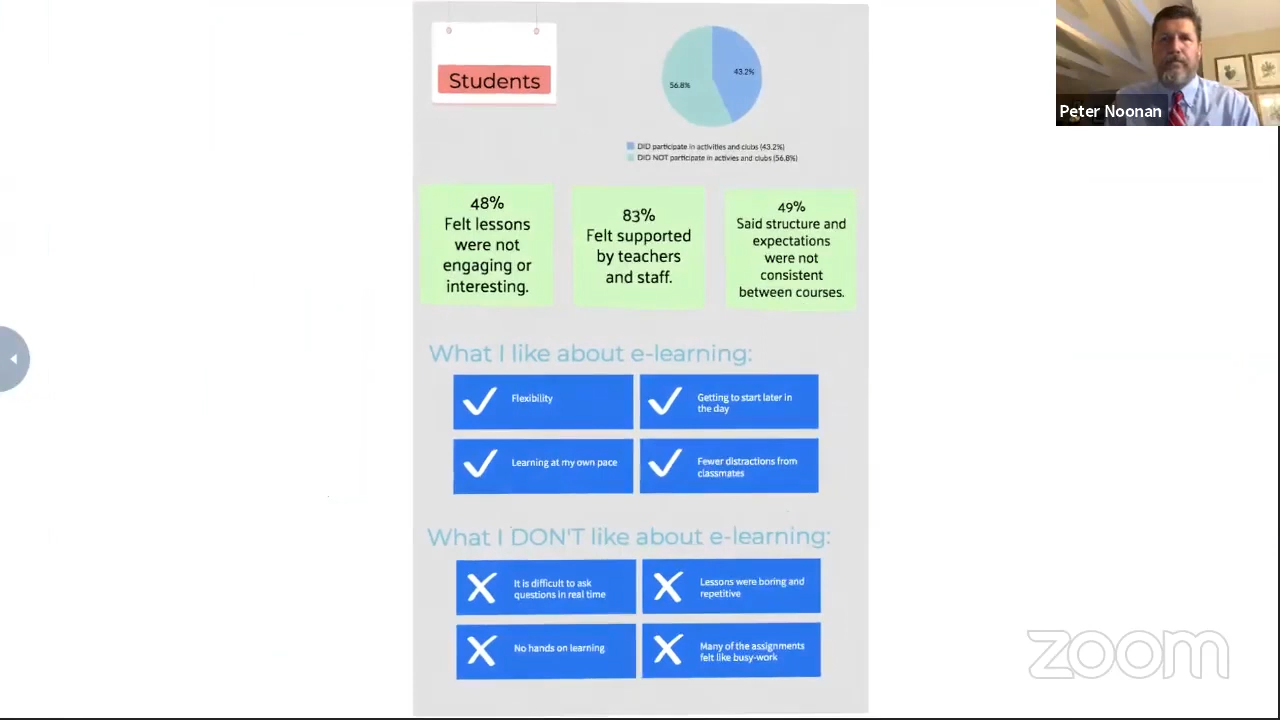 Students
43.2%
56.8%
DID participate in activities and clubs (43.2%)
DID NOT participate in activies and clubs (56.8%)
48%
Felt lessons
were not
engaging or
interesting.
83%
Felt supported
by teachers
and staff.
49%
Said structure and
expectations
were not
consistent
between courses.
What I like about e-learning:
Flexibility
Getting to start later in
the day
Learning at my own pace
Fewer distractions from
classmates
What I DON'T like about e-learning:
It is difficult to ask
questions in real time
Lessons were boring and
repetitive
No hands on learning
Many of the assignments
felt like busy-work
Peter Noonan
zoom